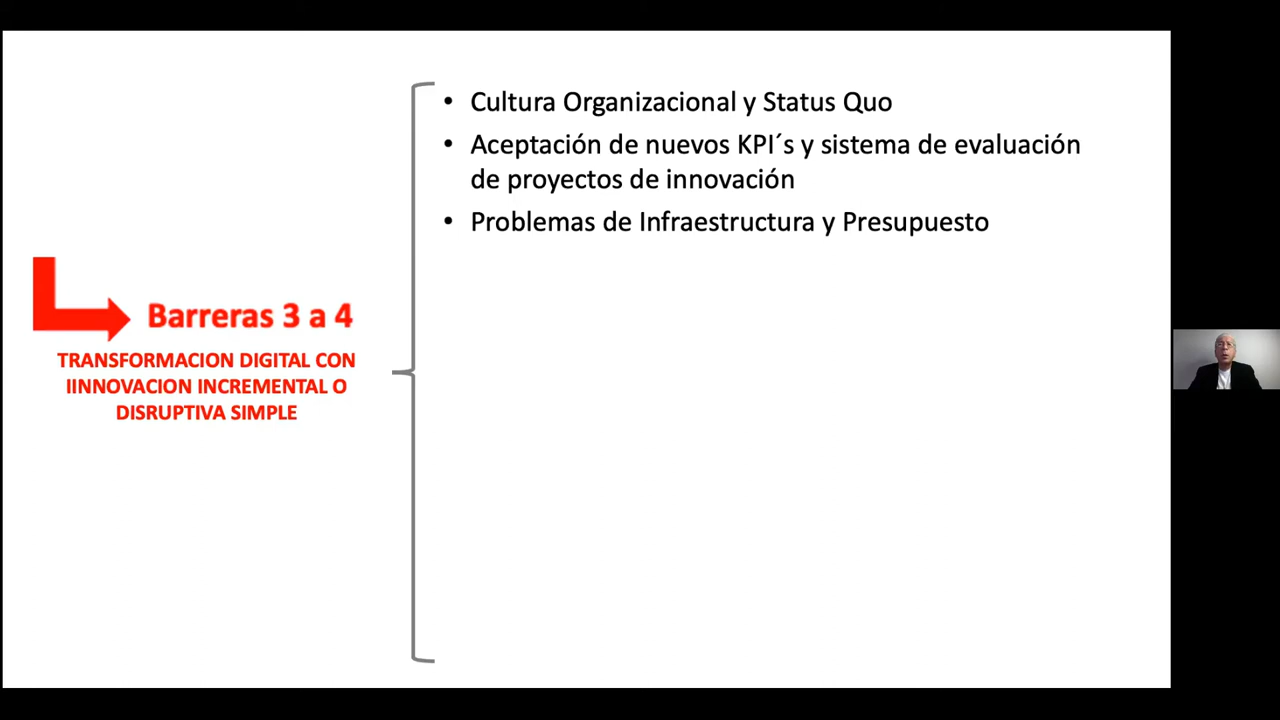 • Cultura Organizacional y Status Quo
• Aceptación de nuevos KPI´s y sistema de evaluación
de proyectos de innovación
• Problemas de Infraestructura y Presupuesto
Barreras 3 a 4
TRANSFORMACION DIGITAL CON
IINNOVACION INCREMENTAL O
DISRUPTIVA SIMPLE